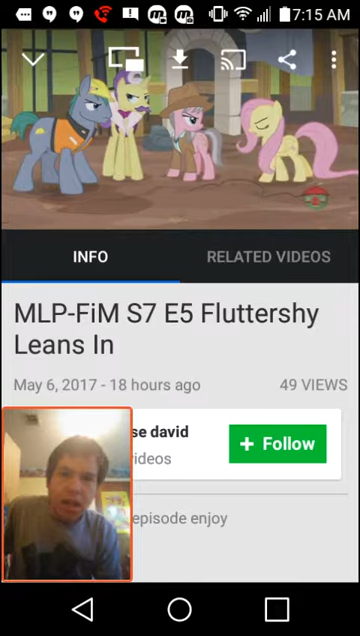 7:15 AM
INFO
RELATED VIDEOS
MLP-FiM S7 E5 Fluttershy
Leans In
May 6, 2017 - 18 hours ago
49 VIEWS
se david
+ Follow
videos
episode enjoy